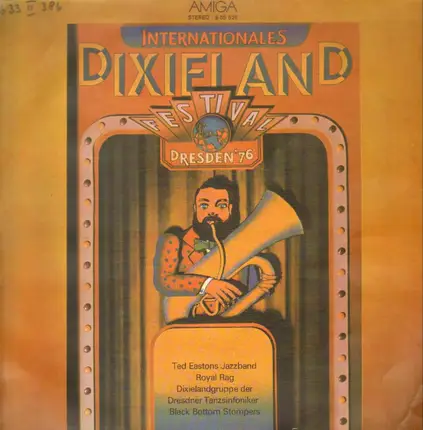 AMIGA
STEREO
INTERNATIONALES
DIXIELAND
FESTIVAL
DRESDEN '76
Ted Eastons Jazzband
Royal Rag
Dixielandgruppe der
Dresdner Tanzsinfoniker
Black Bottom Stompers